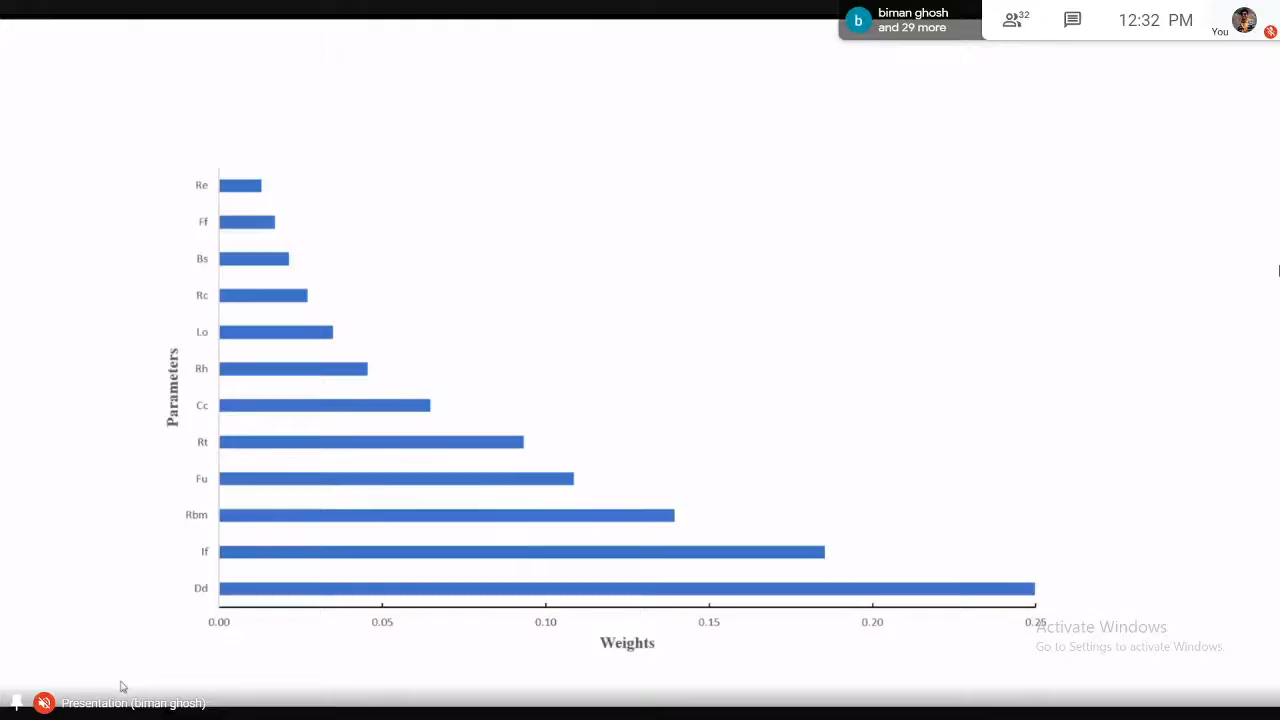 biman ghosh
and 29 more
b
32
12:32 PM
You
Re
Ff
Bs
Rc
Lo
Rh
Cc
Rt
Fu
Rbm
If
Dd
Parameters
0.00
0.05
0.10
0.15
0.20
0.25
Weights
Activate Windows
Go to Settings to activate Windows.
Presentation (biman ghosh)